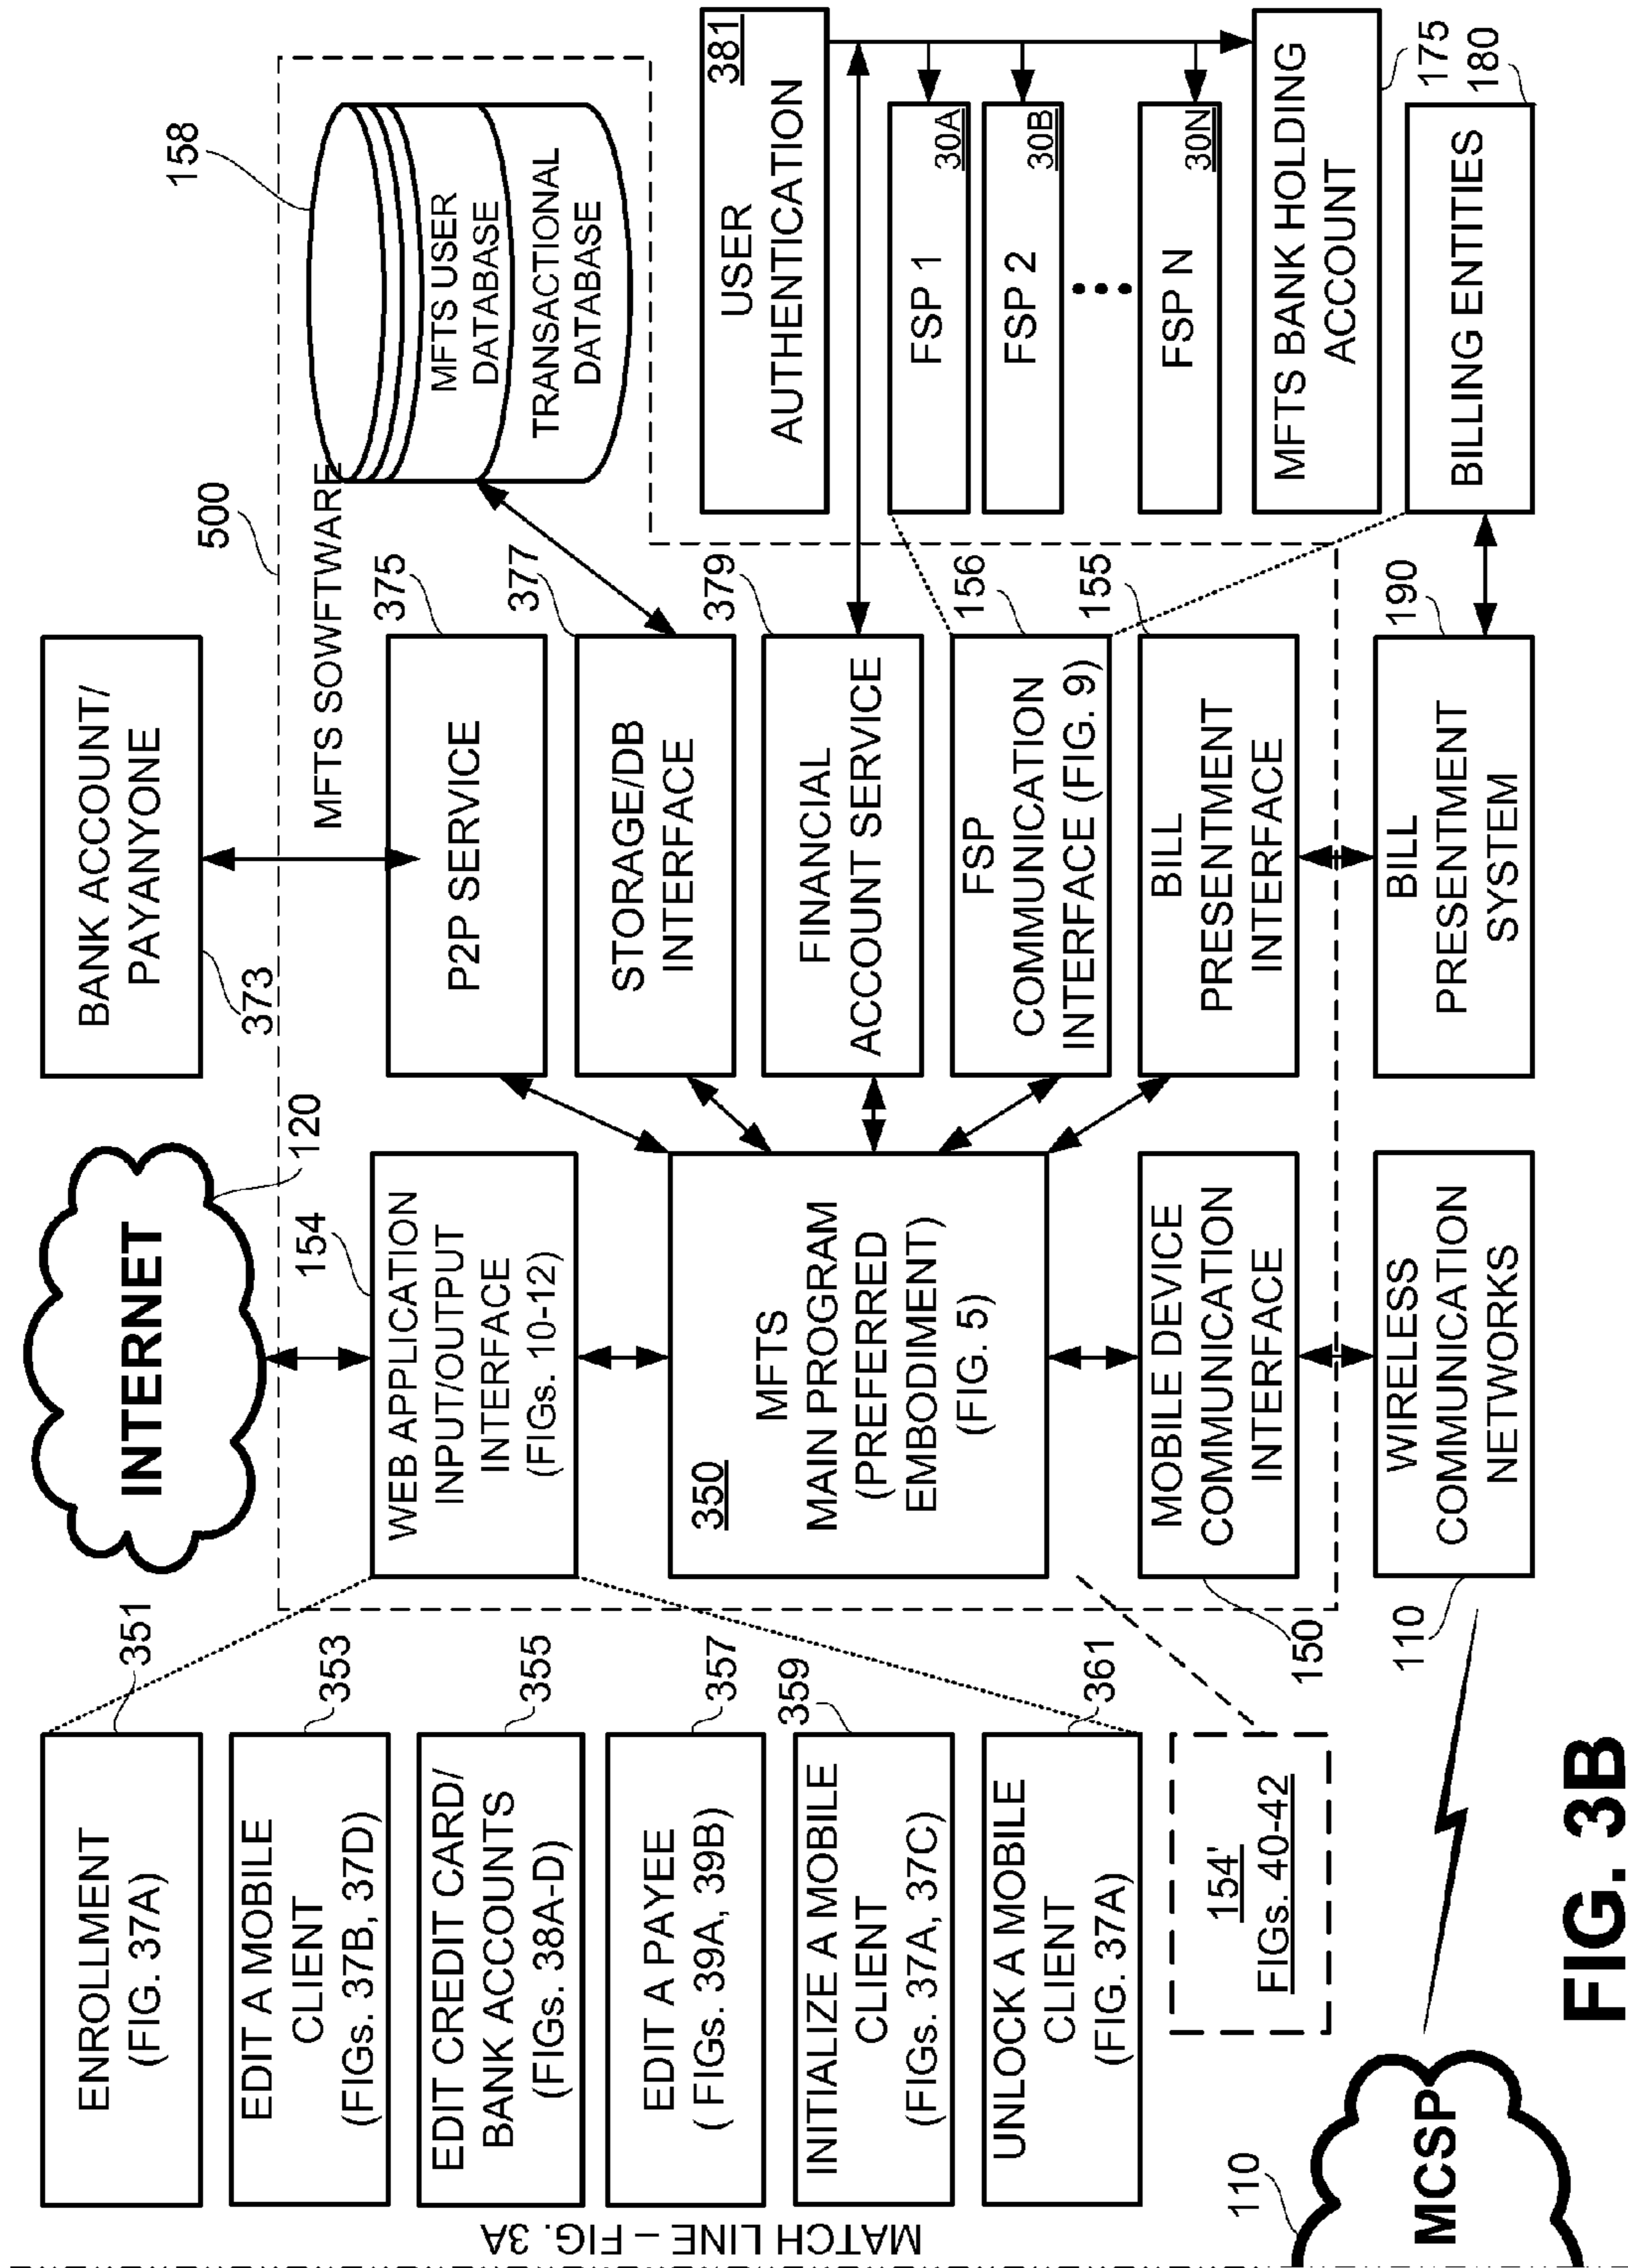 MATCH LINE – FIG. 3A
ENROLLMENT
(FIG. 37A)
351
EDIT A MOBILE
CLIENT
(FIGs. 37B, 37D)
353
EDIT CREDIT CARD/
BANK ACCOUNTS
(FIGs. 38A-D)
355
EDIT A PAYEE
( FIGs. 39A, 39B)
357
INITIALIZE A MOBILE
CLIENT
(FIGs. 37A, 37C)
359
UNLOCK A MOBILE
CLIENT
(FIG. 37A)
361
154'
FIGs. 40-42
110
MCSP
INTERNET
120
154
WEB APPLICATION
INPUT/OUTPUT
INTERFACE
(FIGs. 10-12)
350
MFTS
MAIN PROGRAM
(PREFERRED
EMBODIMENT)
(FIG. 5)
MOBILE DEVICE
COMMUNICATION
INTERFACE
150
WIRELESS
COMMUNICATION
NETWORKS
110
BANK ACCOUNT/
PAYANYONE
373
500
MFTS SOWFTWARE
P2P SERVICE
375
STORAGE/DB
INTERFACE
377
FINANCIAL
ACCOUNT SERVICE
379
FSP
COMMUNICATION
INTERFACE (FIG. 9)
156
BILL
PRESENTMENT
INTERFACE
155
BILL
PRESENTMENT
SYSTEM
190
158
MFTS USER
DATABASE
TRANSACTIONAL
DATABASE
USER
AUTHENTICATION
381
FSP 1
30A
FSP 2
30B
FSP N
30N
MFTS BANK HOLDING
ACCOUNT
175
BILLING ENTITIES
180
FIG. 3B